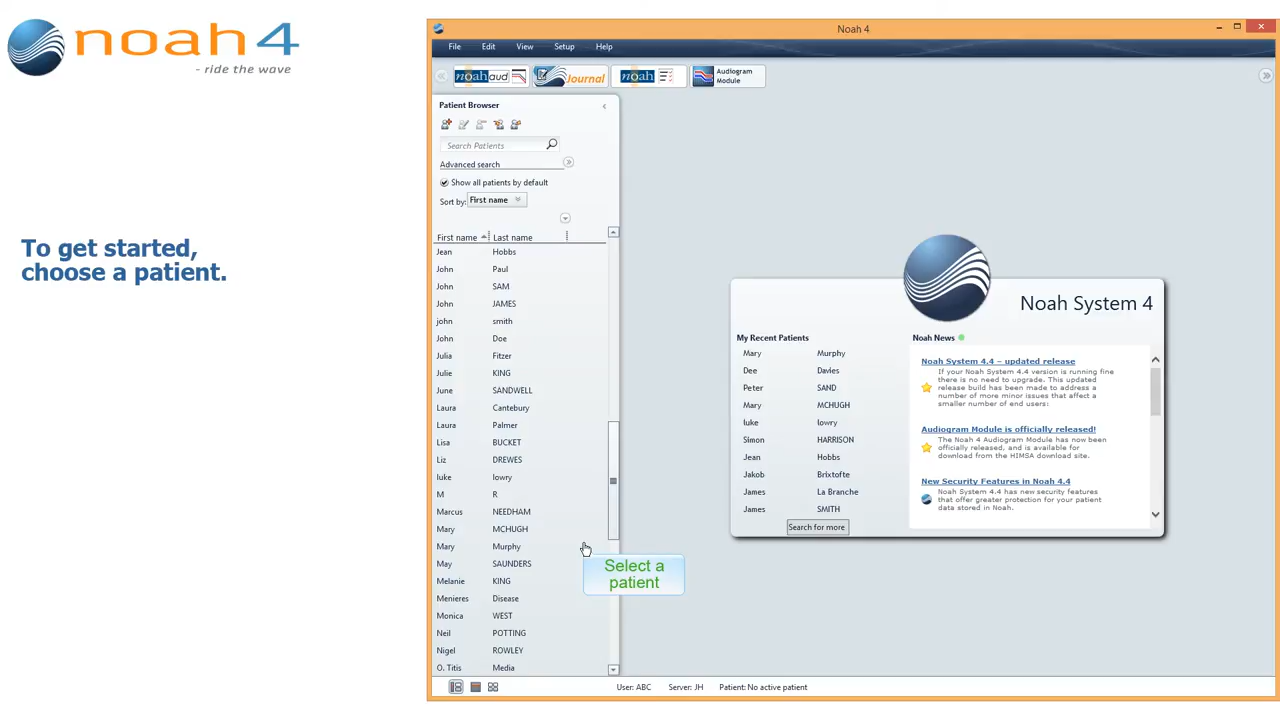 noah 4
- ride the wave
To get started,
choose a patient.
Noah 4
File Edit View Setup Help
noah aud Journal noah Audiogram
Module
Patient Browser
Search Patients
Advanced search
Show all patients by default
Sort by: First name
First name Last name
Jean Hobbs
John Paul
John SAM
John JAMES
john smith
John Doe
Julia Fitzer
Julie KING
June SANDWELL
Laura Cantebury
Laura Palmer
Lisa BUCKET
Liz DREWES
luke lowry
M R
Marcus NEEDHAM
Mary MCHUGH
Mary Murphy
May SAUNDERS
Melanie KING
Menieres Disease
Monica WEST
Neil POTTING
Nigel ROWLEY
O. Titis Media
Select a
patient
Noah System 4
My Recent Patients
Mary Murphy
Dee Davies
Peter SAND
Mary MCHUGH
luke lowry
Simon HARRISON
Jean Hobbs
Jakob Brixtofte
James La Branche
James SMITH
Search for more
Noah News
Noah System 4.4 – updated release
If your Noah System 4.4 version is running fine
there is no need to upgrade. This updated
release build has been made to address a
number of more minor issues that affect a
smaller number of end users:
Audiogram Module is officially released!
The Noah 4 Audiogram Module has now been
officially released, and is available for
download from the HIMSA download site.
New Security Features in Noah 4.4
Noah System 4.4 has new security features
that offer greater protection for your patient
data stored in Noah.
User: ABC Server: JH Patient: No active patient